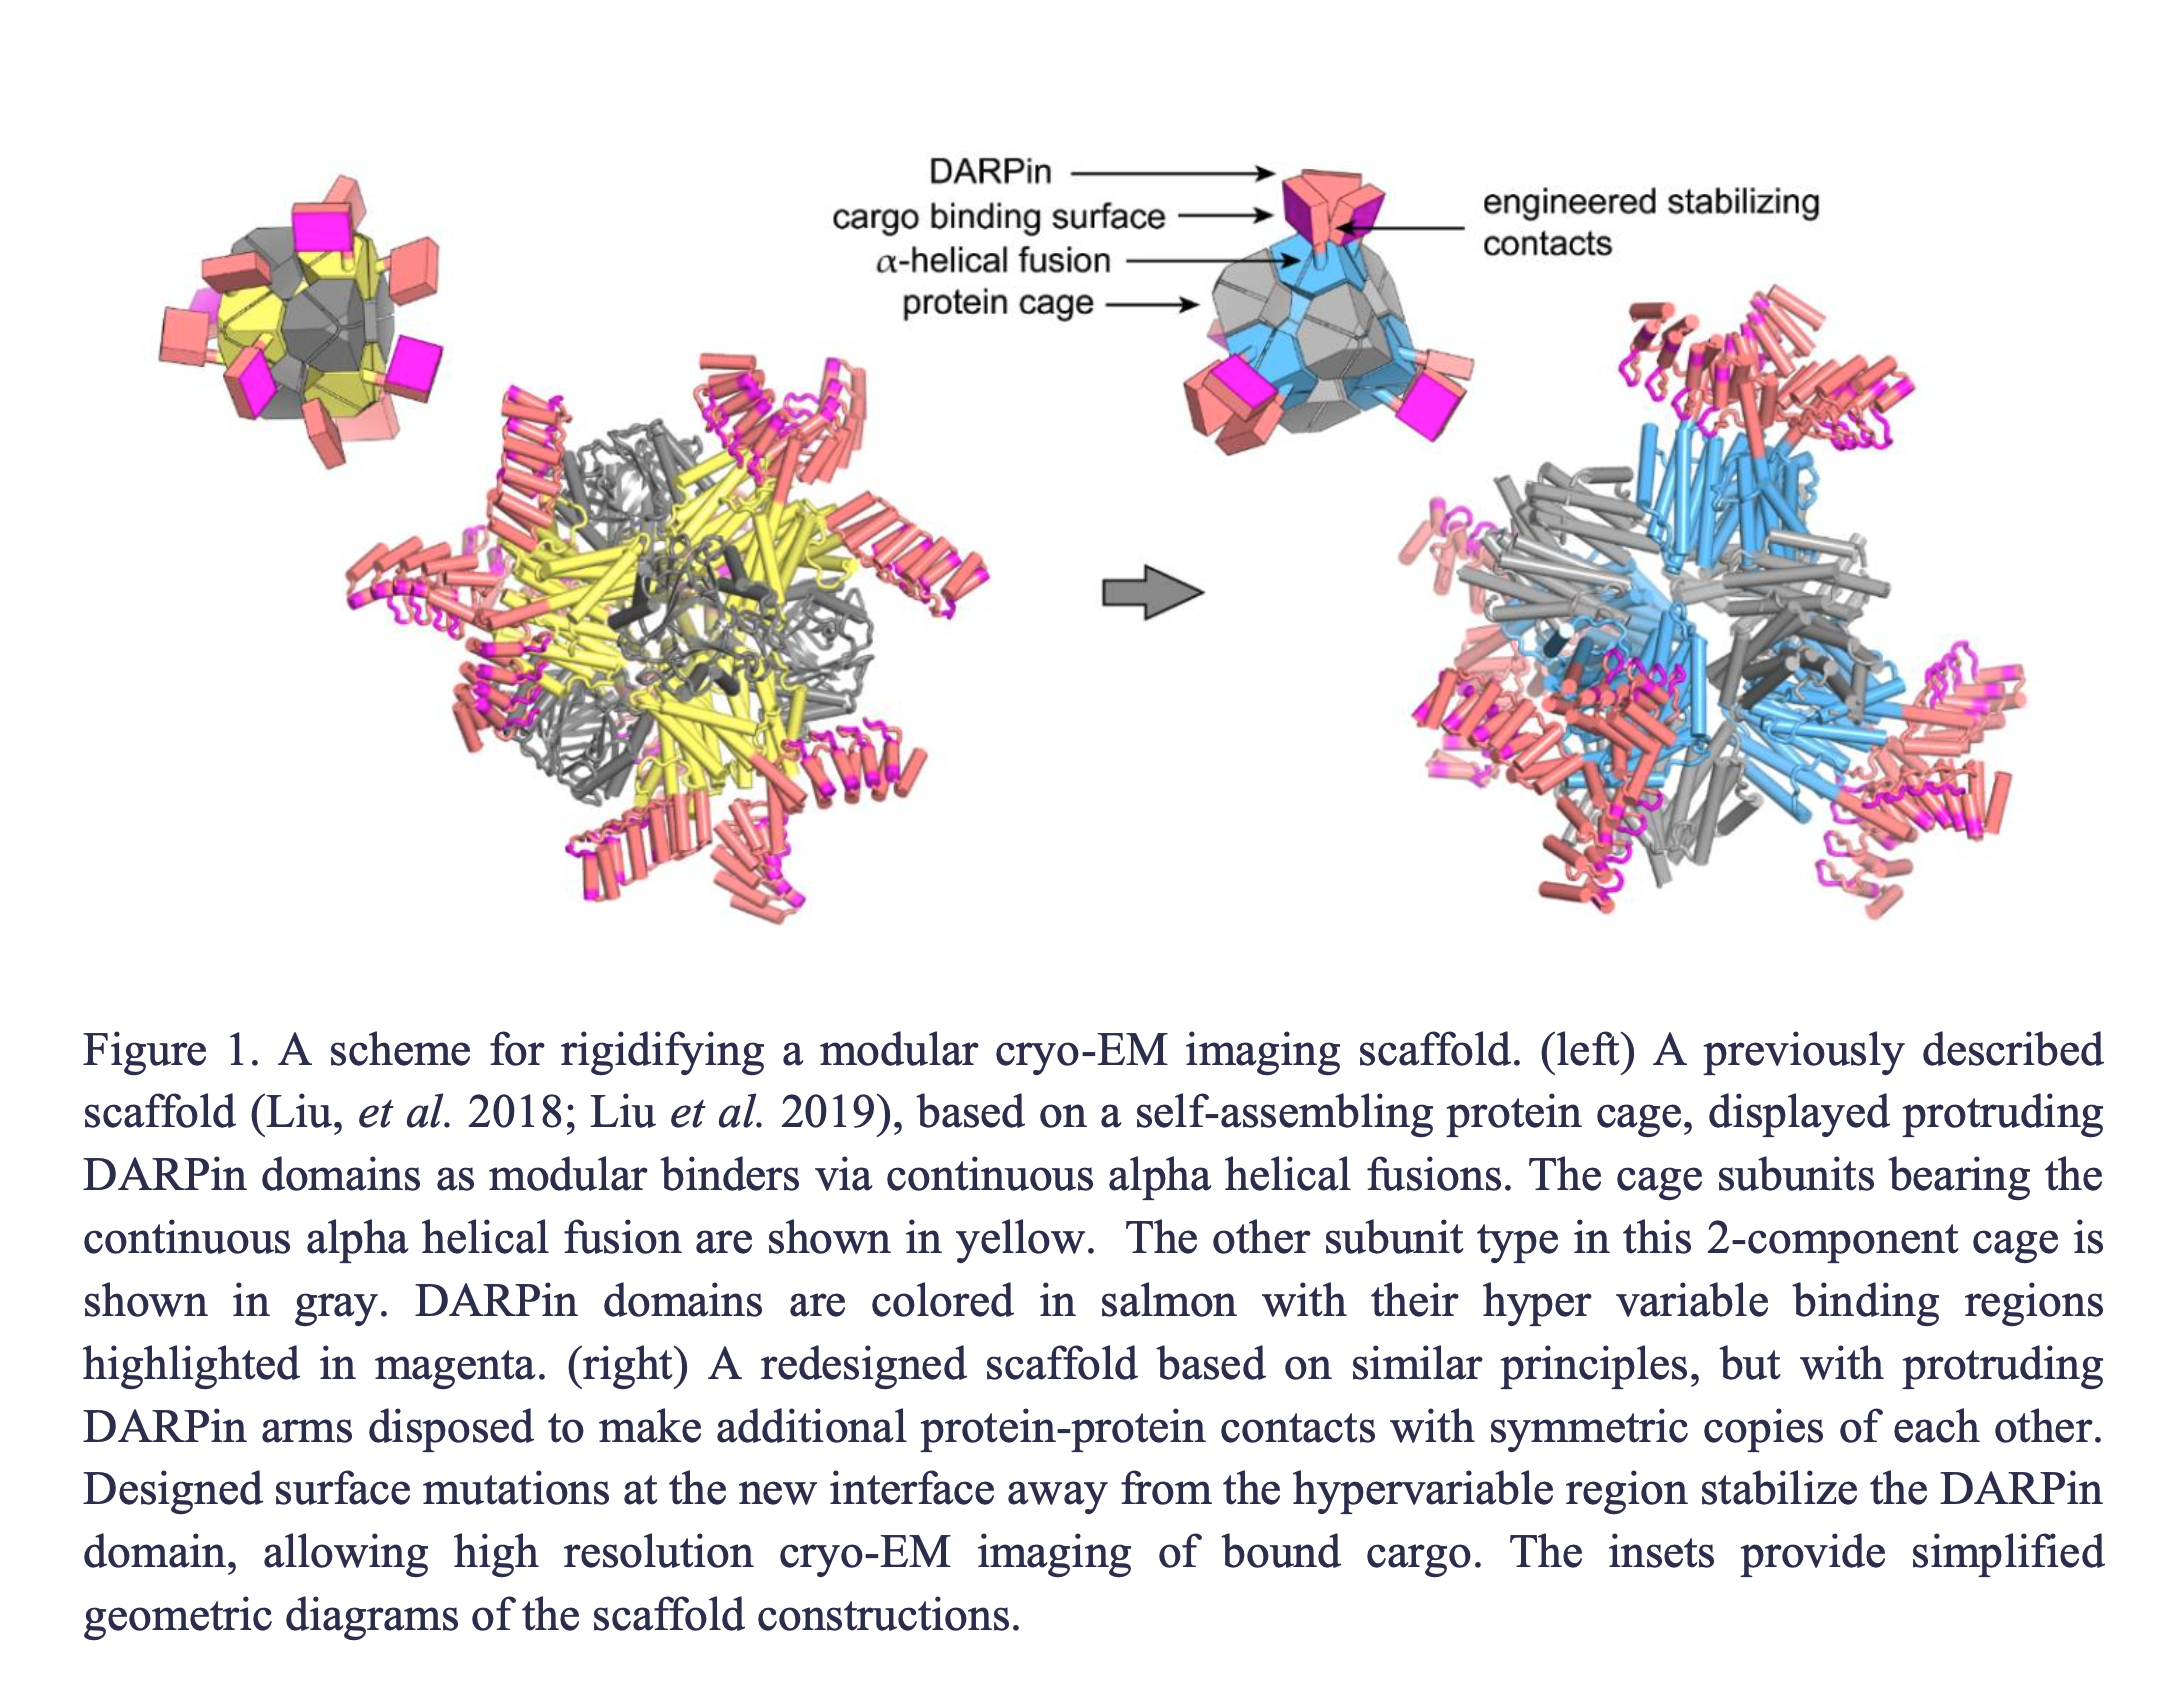 DARPin
cargo binding surface
α-helical fusion
protein cage
engineered stabilizing
contacts
Figure 1. A scheme for rigidifying a modular cryo-EM imaging scaffold. (left) A previously described
scaffold (Liu, et al. 2018; Liu et al. 2019), based on a self-assembling protein cage, displayed protruding
DARPin domains as modular binders via continuous alpha helical fusions. The cage subunits bearing the
continuous alpha helical fusion are shown in yellow.  The other subunit type in this 2-component cage is
shown in gray. DARPin domains are colored in salmon with their hyper variable binding regions
highlighted in magenta. (right) A redesigned scaffold based on similar principles, but with protruding
DARPin arms disposed to make additional protein-protein contacts with symmetric copies of each other.
Designed surface mutations at the new interface away from the hypervariable region stabilize the DARPin
domain, allowing high resolution cryo-EM imaging of bound cargo. The insets provide simplified
geometric diagrams of the scaffold constructions.